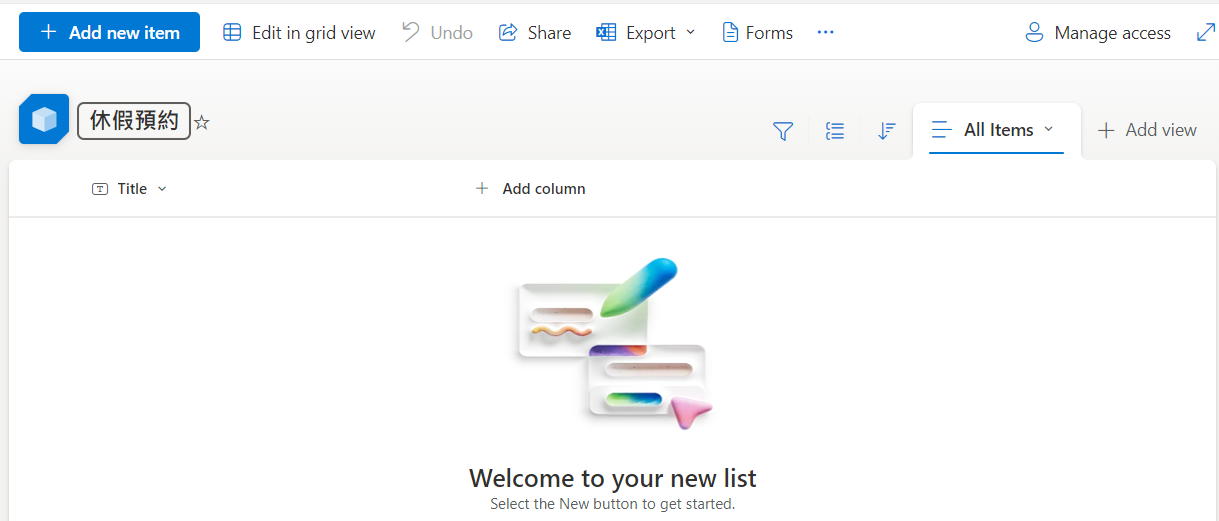 Add new item Edit in grid view Undo Share Export Forms Manage access
休假預約
All Items Add view
Title Add column
Welcome to your new list
Select the New button to get started.